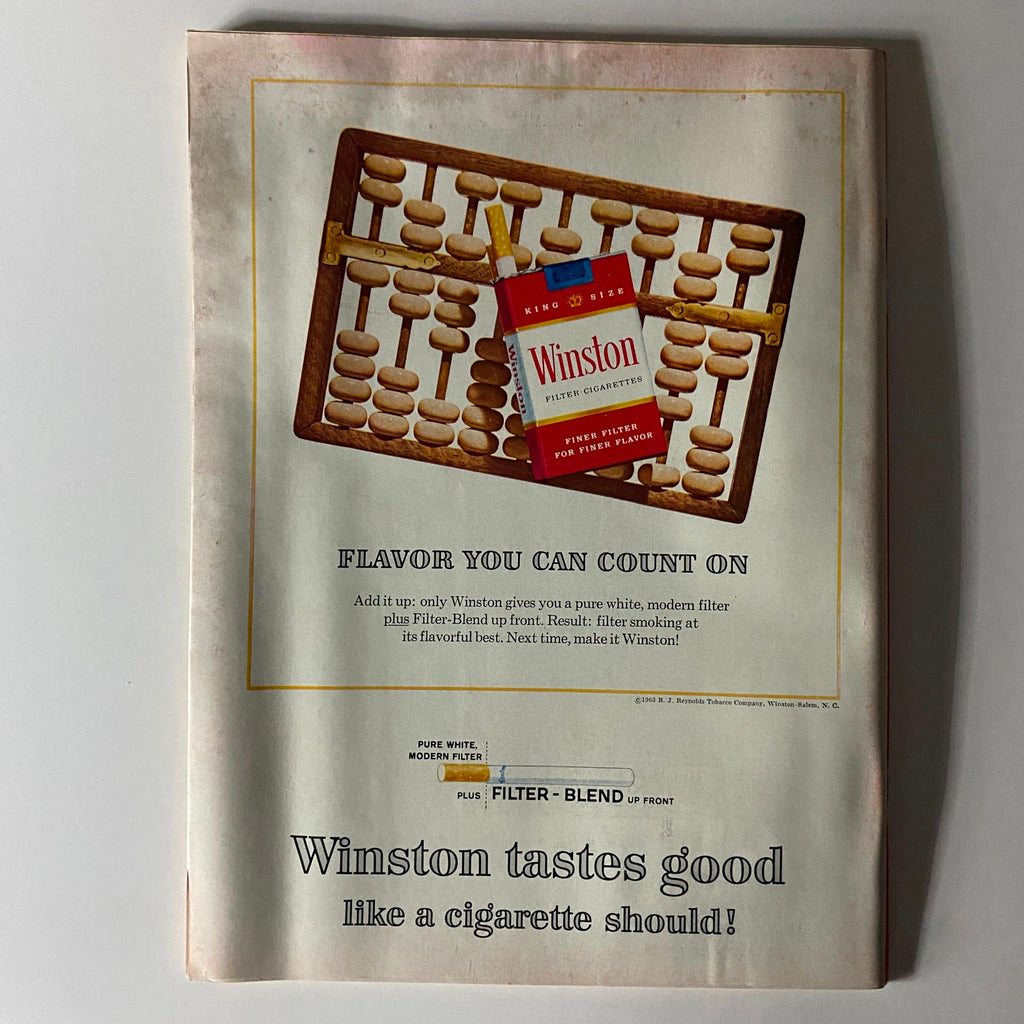 KING SIZE
Winston
Winston
FILTER-CIGARETTES
FINER FILTER
FOR FINER FLAVOR
FLAVOR YOU CAN COUNT ON
Add it up: only Winston gives you a pure white, modern filter
plus Filter-Blend up front. Result: filter smoking at
its flavorful best. Next time, make it Winston!
©1963 R. J. Reynolds Tobacco Company, Winston-Salem, N. C.
PURE WHITE,
MODERN FILTER
PLUS FILTER - BLEND UP FRONT
Winston tastes good
like a cigarette should!